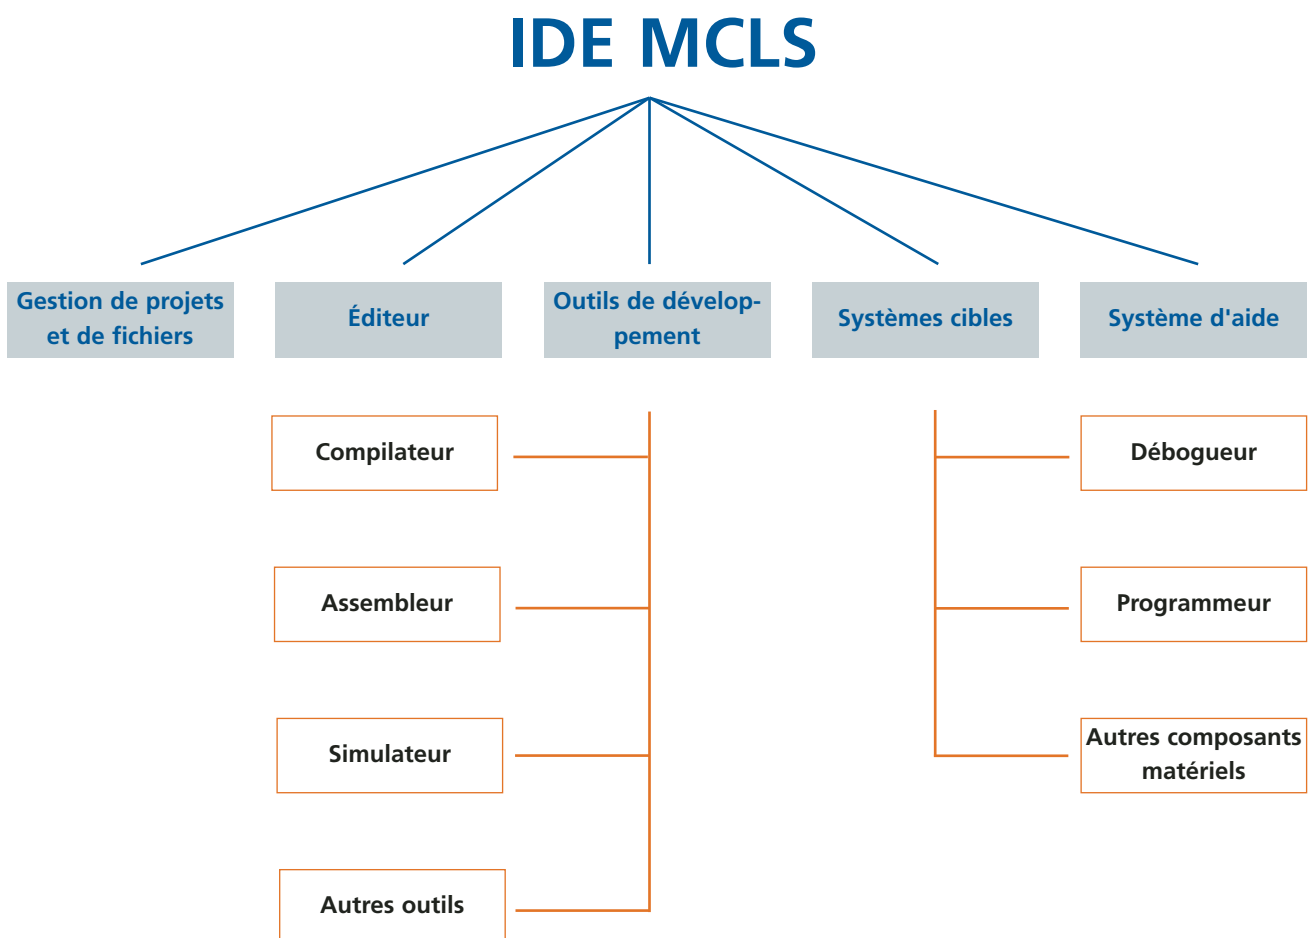 IDE MCLS
Gestion de projets
et de fichiers
Éditeur
Outils de dévelop-
pement
Systèmes cibles
Système d'aide
Compilateur
Débogueur
Assembleur
Programmeur
Simulateur
Autres composants
matériels
Autres outils